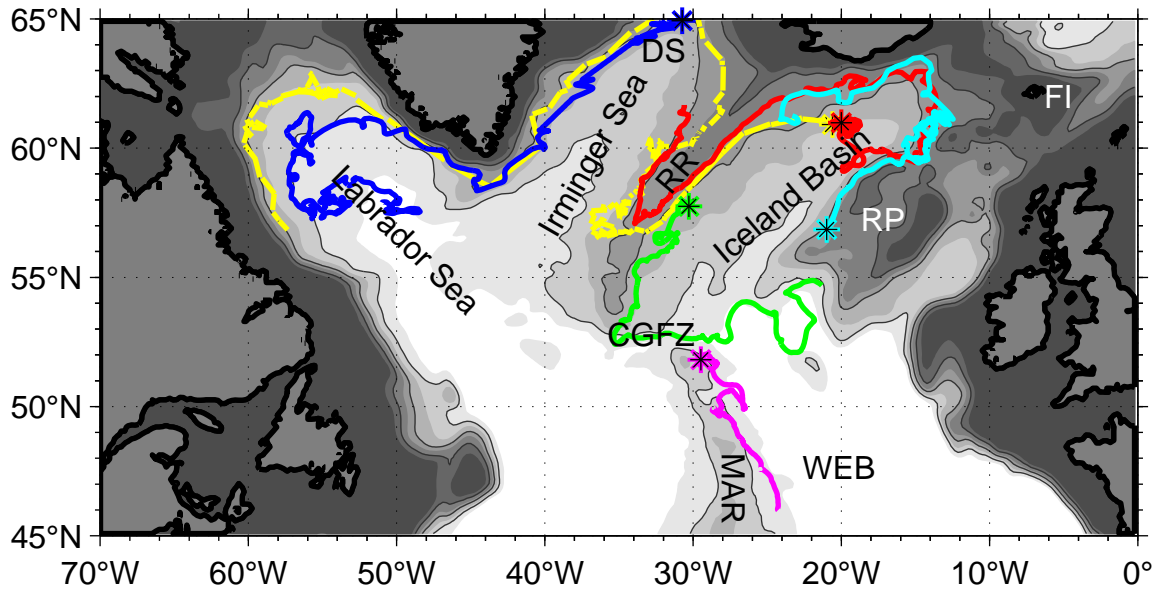 65°N
DS
FI
60°N
Irminger Sea
RR
Iceland Basin
Labrador Sea
RP
55°N
CGFZ
50°N
MAR
WEB
45°N
70°W
60°W
50°W
40°W
30°W
20°W
10°W
0°